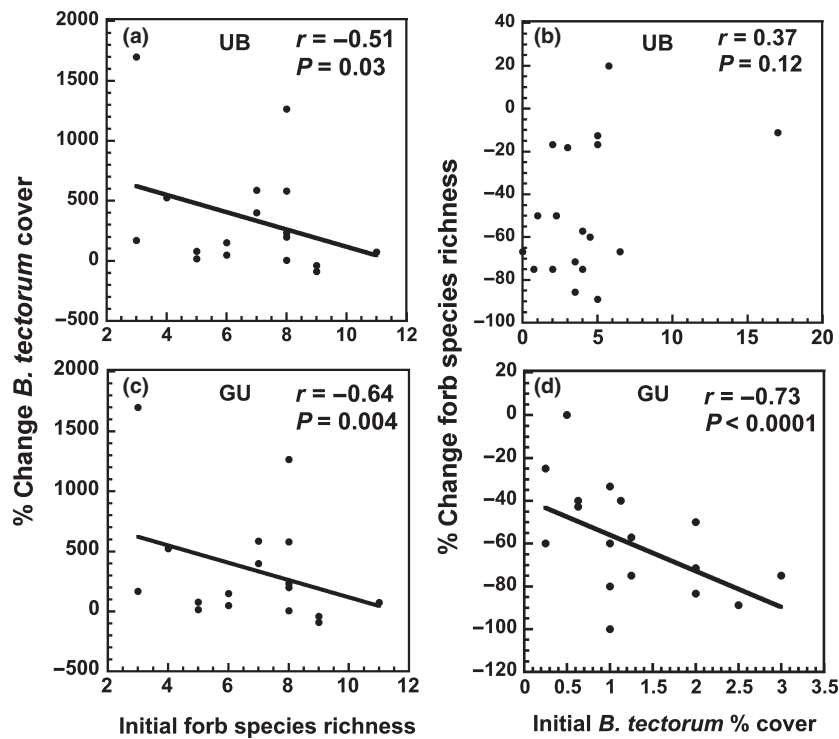 (a) UB r = −0.51
P = 0.03
2000
1500
1000
500
0
−500
2 4 6 8 10 12
(b) UB r = 0.37
P = 0.12
40
20
0
−20
−40
−60
−80
−100
0 5 10 15 20
(c) GU r = −0.64
P = 0.004
2000
1500
1000
500
0
−500
2 4 6 8 10 12
(d) GU r = −0.73
P < 0.0001
20
0
−20
−40
−60
−80
−100
−120
0 0.5 1 1.5 2 2.5 3 3.5
% Change B. tectorum cover
% Change forb species richness
Initial forb species richness
Initial B. tectorum % cover